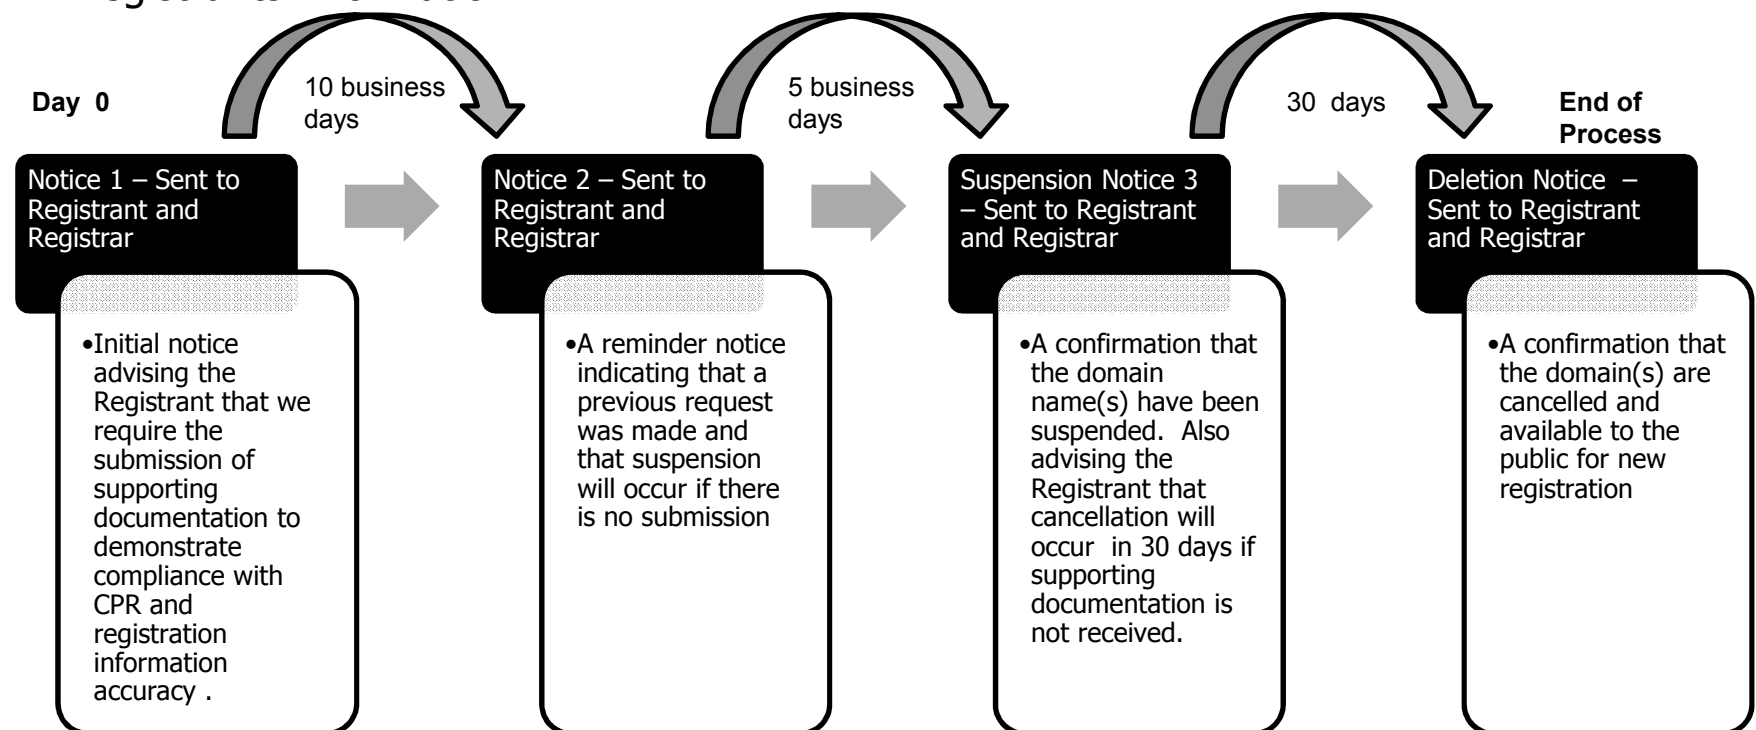 Day 0
10 business
days
5 business
days
30 days
End of
Process
Notice 1 – Sent to
Registrant and
Registrar
Notice 2 – Sent to
Registrant and
Registrar
Suspension Notice 3
– Sent to Registrant
and Registrar
Deletion Notice –
Sent to Registrant
and Registrar
•Initial notice
advising the
Registrant that we
require the
submission of
supporting
documentation to
demonstrate
compliance with
CPR and
registration
information
accuracy .
•A reminder notice
indicating that a
previous request
was made and
that suspension
will occur if there
is no submission
•A confirmation that
the domain
name(s) have been
suspended. Also
advising the
Registrant that
cancellation will
occur in 30 days if
supporting
documentation is
not received.
•A confirmation that
the domain(s) are
cancelled and
available to the
public for new
registration